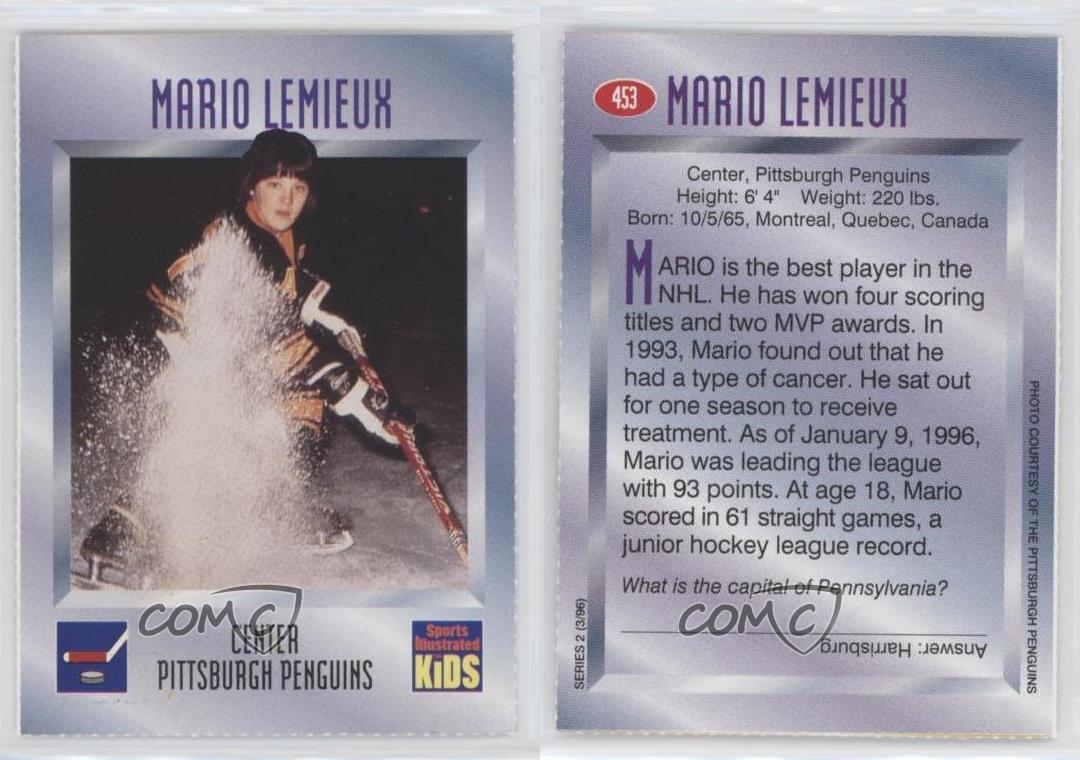 MARIO LEMIEUX
COMC
CENTER
PITTSBURGH PENGUINS
Sports
Illustrated
KiDS
453
MARIO LEMIEUX
Center, Pittsburgh Penguins
Height: 6' 4" Weight: 220 lbs.
Born: 10/5/65, Montreal, Quebec, Canada
MARIO is the best player in the
NHL. He has won four scoring
titles and two MVP awards. In
1993, Mario found out that he
had a type of cancer. He sat out
for one season to receive
treatment. As of January 9, 1996,
Mario was leading the league
with 93 points. At age 18, Mario
scored in 61 straight games, a
junior hockey league record.
What is the capital of Pennsylvania?
COMC
Answer: Harrisburg
SERIES 2 (3/96)
PHOTO COURTESY OF THE PITTSBURGH PENGUINS